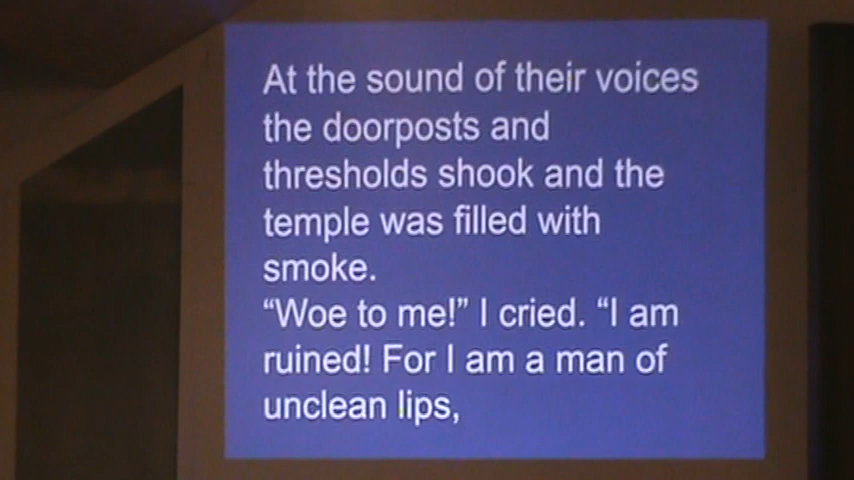 At the sound of their voices
the doorposts and
thresholds shook and the
temple was filled with
smoke.
“Woe to me!” I cried. “I am
ruined! For I am a man of
unclean lips,